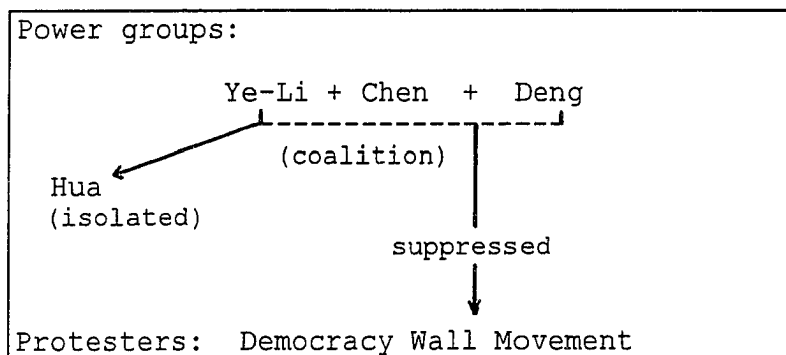 Power groups:
Ye-Li + Chen + Deng
(coalition)
Hua
(isolated)
suppressed
Protesters: Democracy Wall Movement